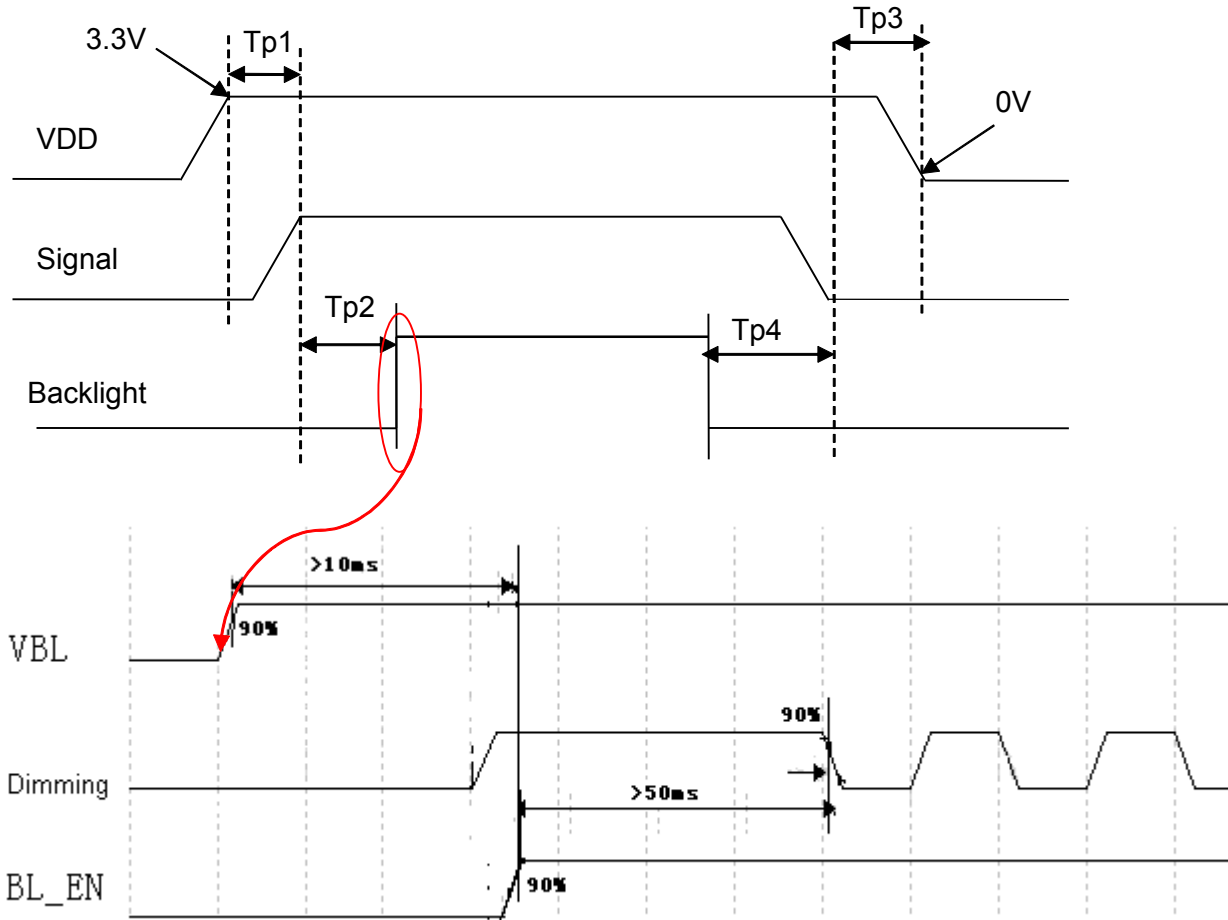 Tp3
3.3V
Tp1
0V
VDD
Signal
Tp2
Tp4
Backlight
>10ms
90%
VBL
90%
Dimming
>50ms
90%
BL_EN